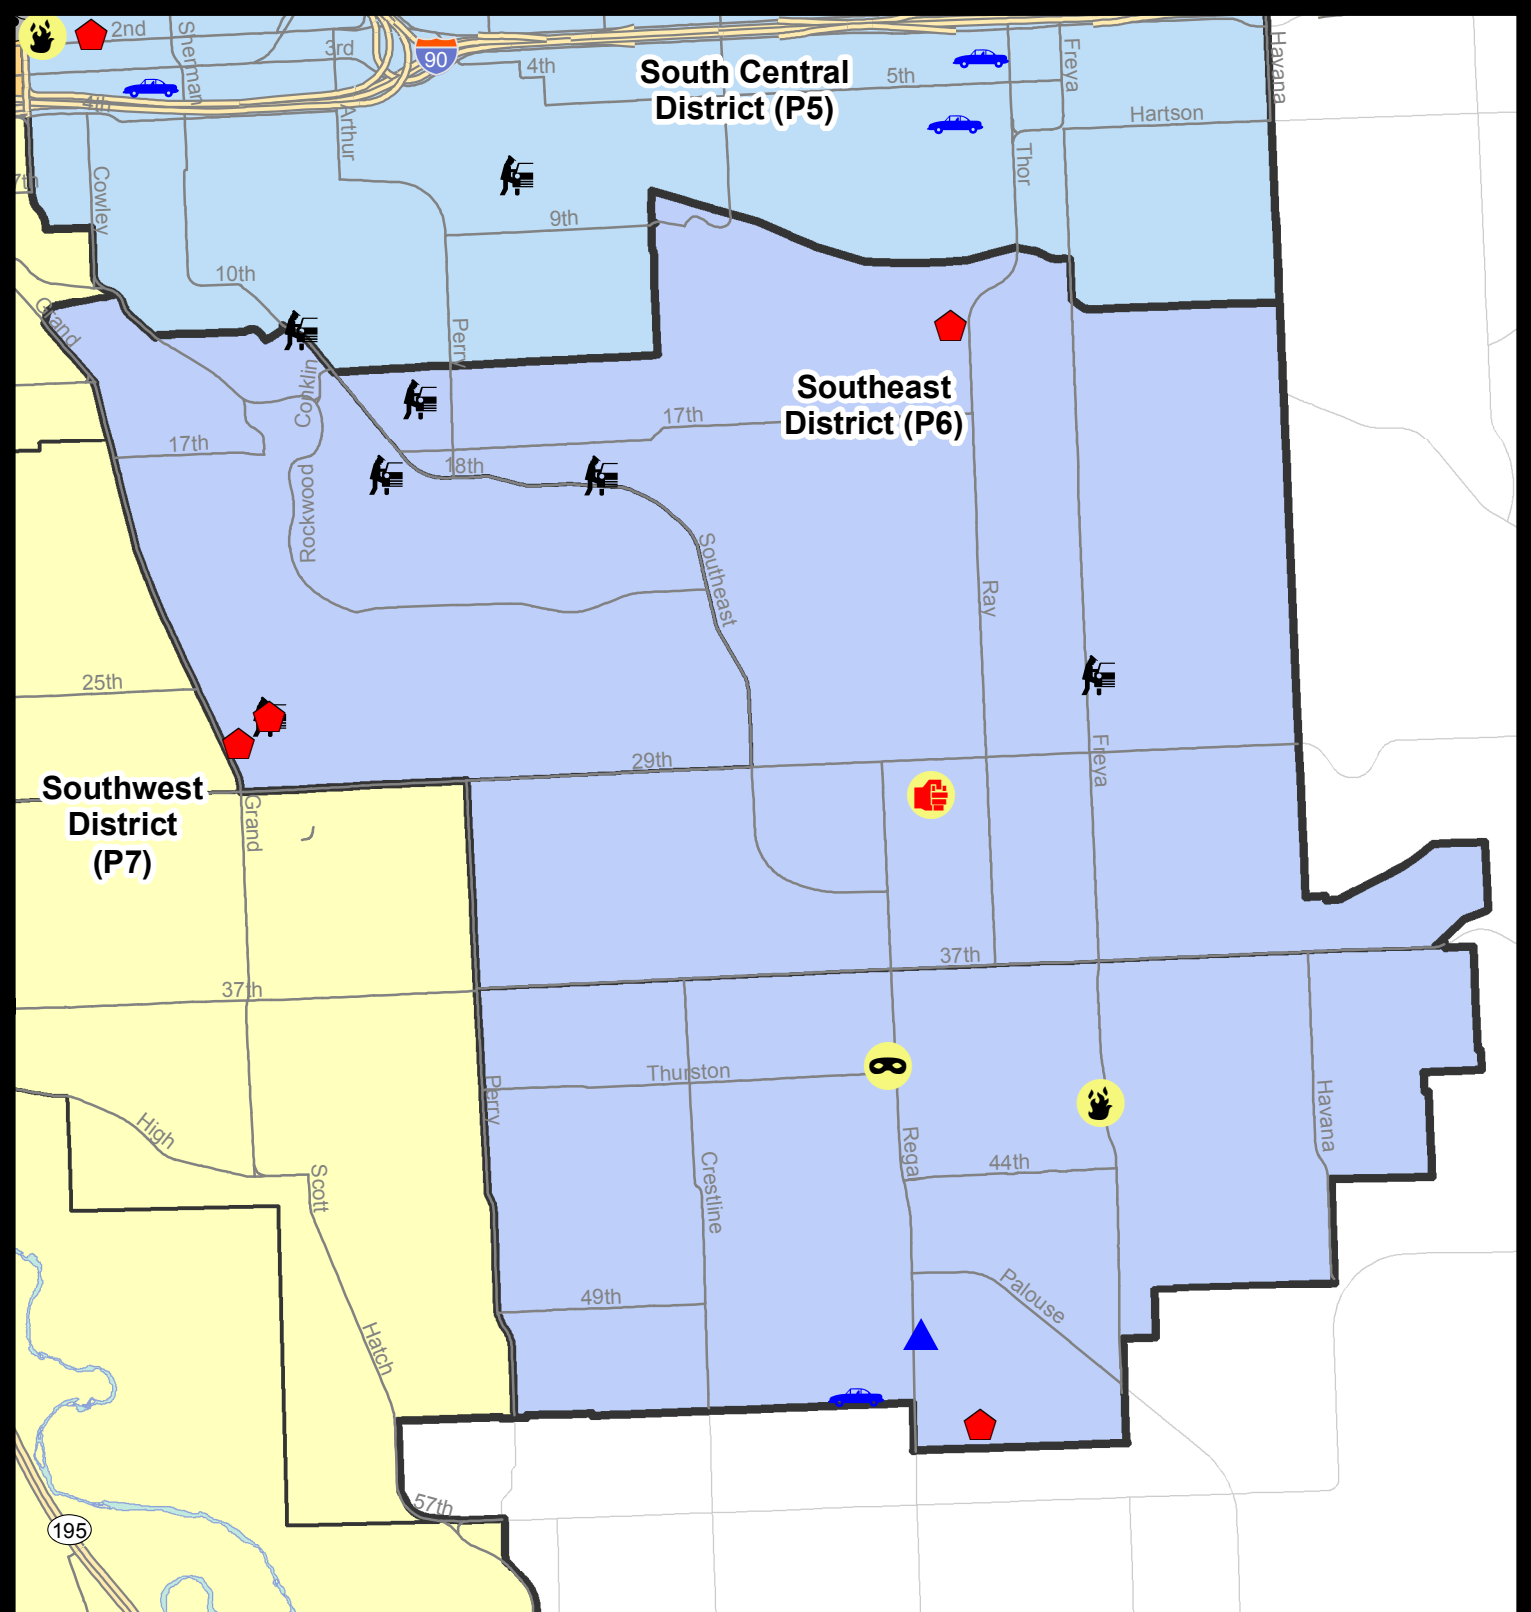 2nd
Sherman
3rd
90
4th
South Central
District (P5)
5th
Freya
Havana
4th
Arthur
Hartson
7th
Cowley
Thor
9th
10th
Grand
Perry
Conklin
Southeast
District (P6)
17th
17th
18th
Rockwood
Southeast
Ray
25th
29th
Freya
Southwest
District
(P7)
Grand
37th
37th
Thurston
Perry
High
Rega
Havana
44th
Scott
Crestline
Palouse
49th
Hatch
57th
195